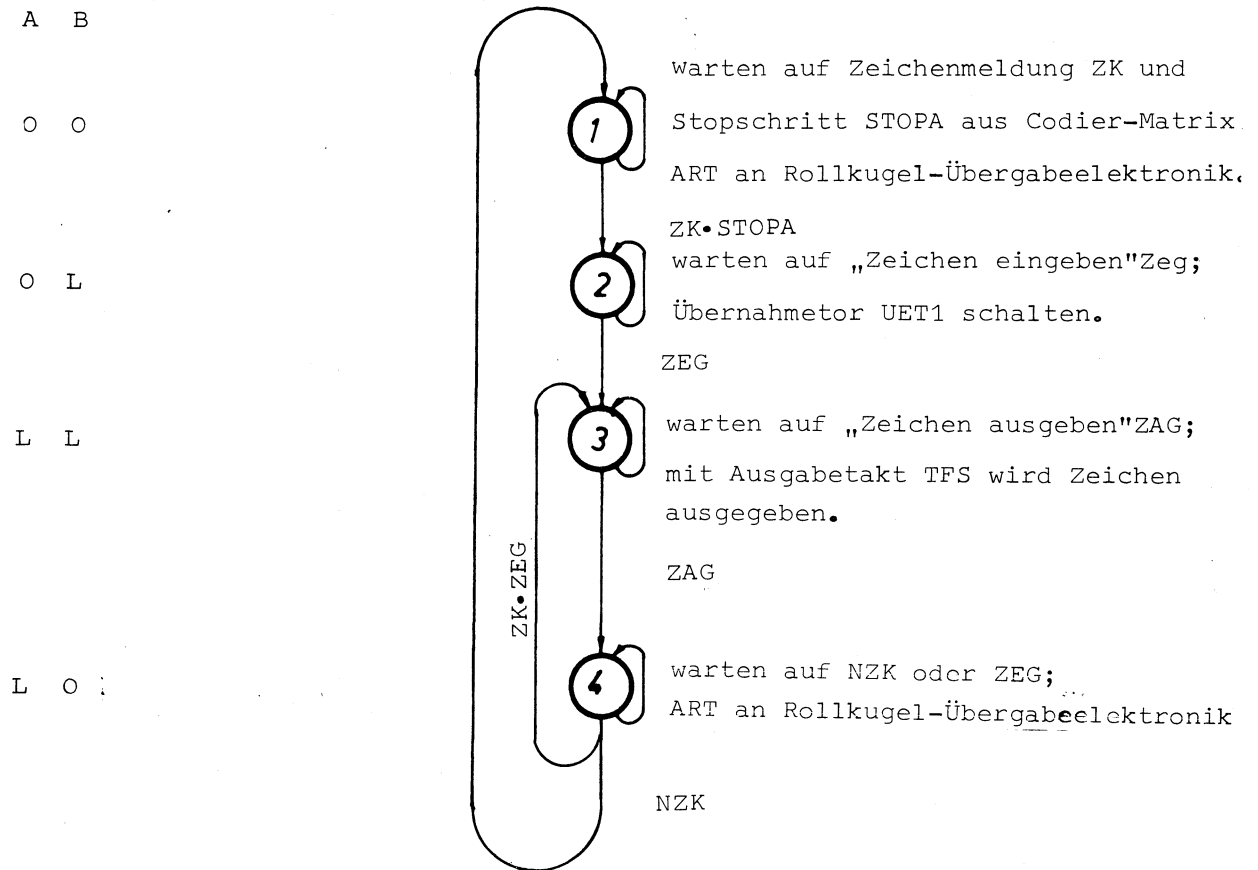 A B
warten auf Zeichenmeldung ZK und
O O
1
Stopschritt STOPA aus Codier-Matrix
ART an Rollkugel-Übergabeelektronik.
ZK•STOPA
O L
2
warten auf „Zeichen eingeben"Zeg;
Übernahmetor UET1 schalten.
ZEG
L L
3
warten auf „Zeichen ausgeben"ZAG;
mit Ausgabetakt TFS wird Zeichen
ausgegeben.
ZK•ZEG
ZAG
L O
4
warten auf NZK oder ZEG;
ART an Rollkugel-Übergabeelektronik
NZK